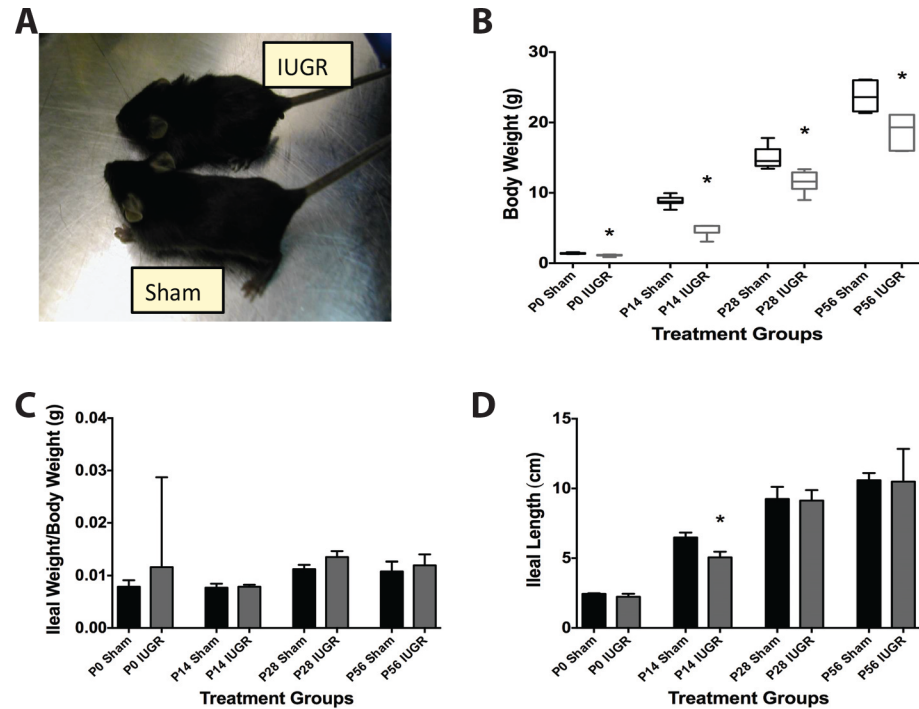 A
IUGR
Sham
B
Body Weight (g)
30
20
10
0
*
*
*
*
P0 Sham
P0 IUGR
P14 Sham
P14 IUGR
P28 Sham
P28 IUGR
P56 Sham
P56 IUGR
Treatment Groups
C
Ileal Weight/Body Weight (g)
0.04
0.03
0.02
0.01
0.00
P0 Sham
P0 IUGR
P14 Sham
P14 IUGR
P28 Sham
P28 IUGR
P56 Sham
P56 IUGR
Treatment Groups
D
Ileal Length (cm)
15
10
5
0
*
P0 Sham
P0 IUGR
P14 Sham
P14 IUGR
P28 Sham
P28 IUGR
P56 Sham
P56 IUGR
Treatment Groups